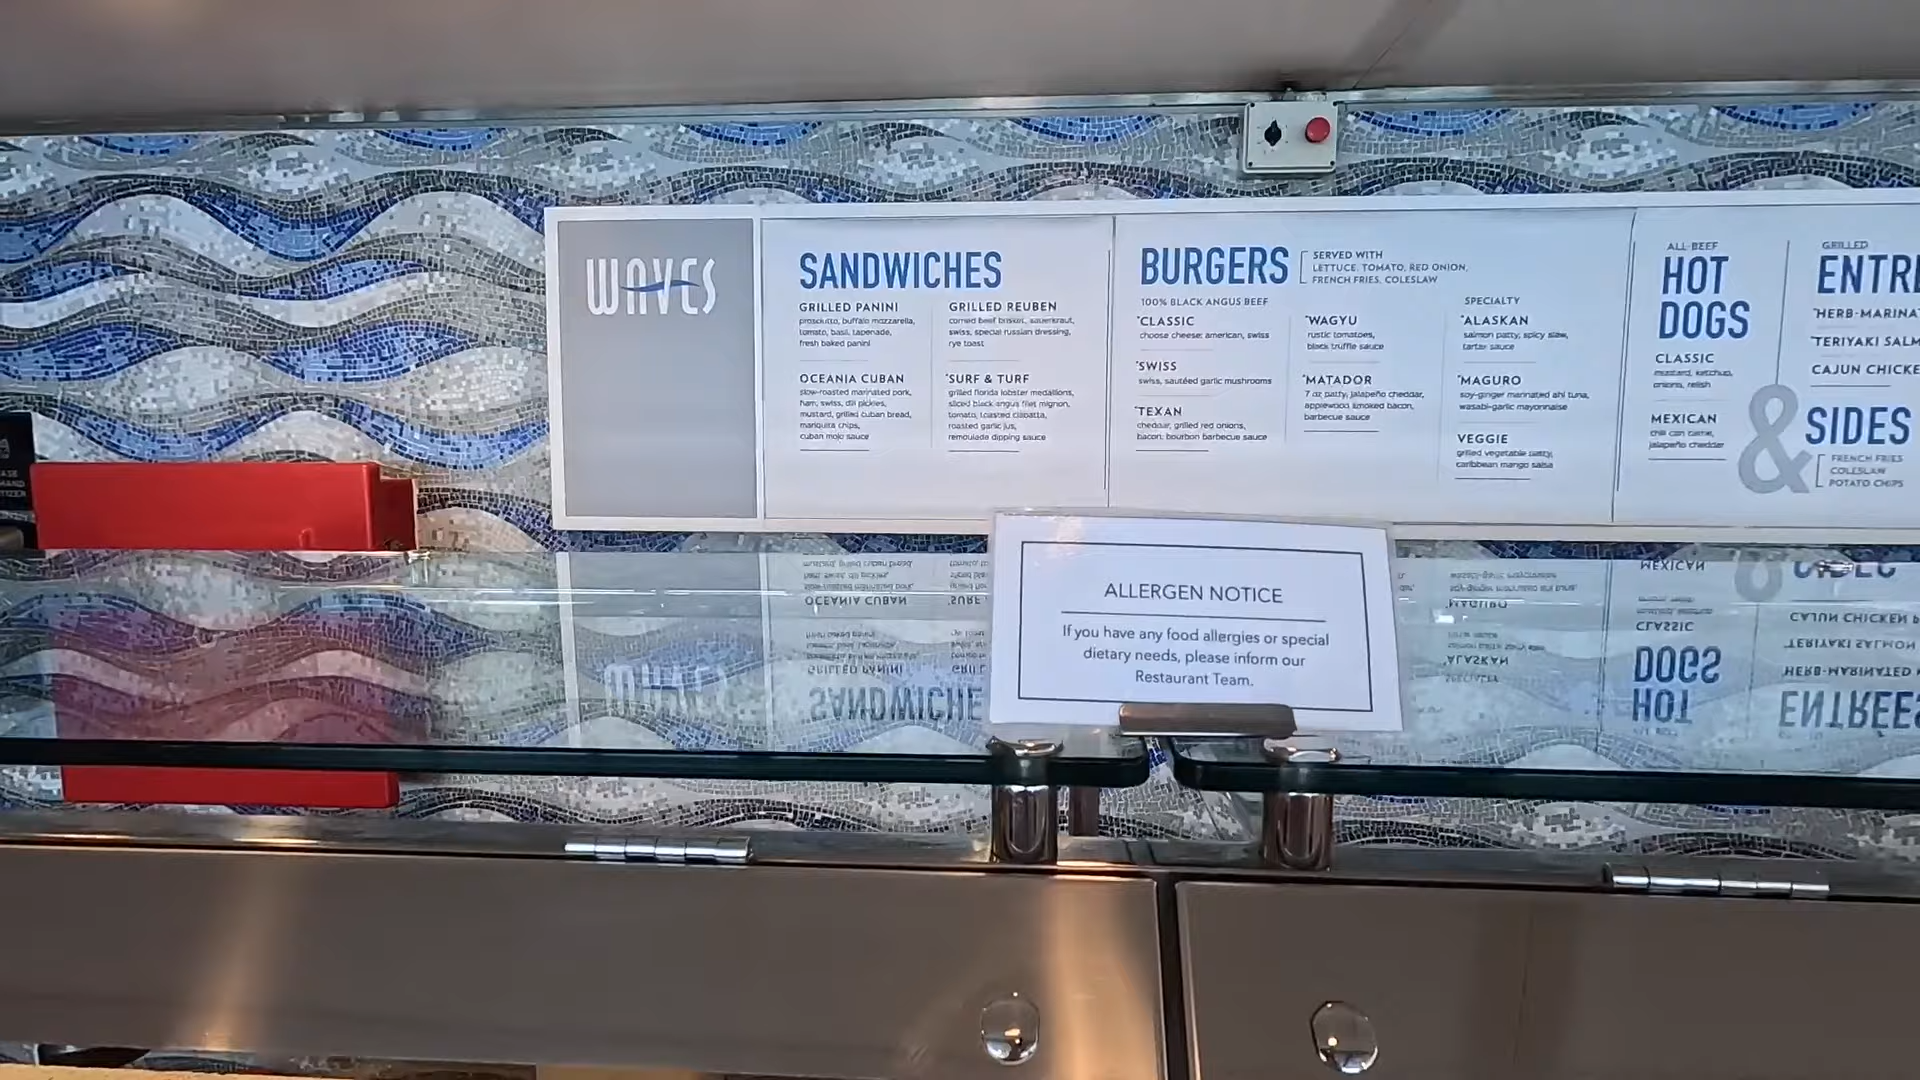 WAVES
SANDWICHES
GRILLED PANINI
prosciutto, buffalo mozzarella,
tomato, basil, tapenade,
fresh baked panini
OCEANIA CUBAN
slow-roasted marinated pork,
ham, swiss, dill pickles,
mustard, grilled cuban bread,
mariquita chips,
cuban mojo sauce
GRILLED REUBEN
corned beef brisket, sauerkraut,
swiss, special russian dressing,
rye toast
*SURF & TURF
grilled florida lobster medallions,
sliced black angus filet mignon,
tomato, toasted ciabatta,
roasted garlic jus,
remoulade dipping sauce
BURGERS
SERVED WITH
LETTUCE, TOMATO, RED ONION,
FRENCH FRIES, COLESLAW
100% BLACK ANGUS BEEF
*CLASSIC
choose cheese: american, swiss
*SWISS
swiss, sautéed garlic mushrooms
*TEXAN
cheddar, grilled red onions,
bacon, bourbon barbecue sauce
*WAGYU
rustic tomatoes,
black truffle sauce
*MATADOR
7 oz patty, jalapeño cheddar,
applewood smoked bacon,
barbecue sauce
SPECIALTY
*ALASKAN
salmon patty, spicy slaw,
tartar sauce
*MAGURO
soy-ginger marinated ahi tuna,
wasabi-garlic mayonnaise
VEGGIE
grilled vegetable patty,
caribbean mango salsa
ALL-BEEF
HOT
DOGS
CLASSIC
mustard, ketchup,
onions, relish
MEXICAN
chili con carne,
jalapeño cheddar
GRILLED
ENTRE
*HERB-MARINA
*TERIYAKI SALM
CAJUN CHICKE
& SIDES
FRENCH FRIES
COLESLAW
POTATO CHIPS
ALLERGEN NOTICE
If you have any food allergies or special
dietary needs, please inform our
Restaurant Team.